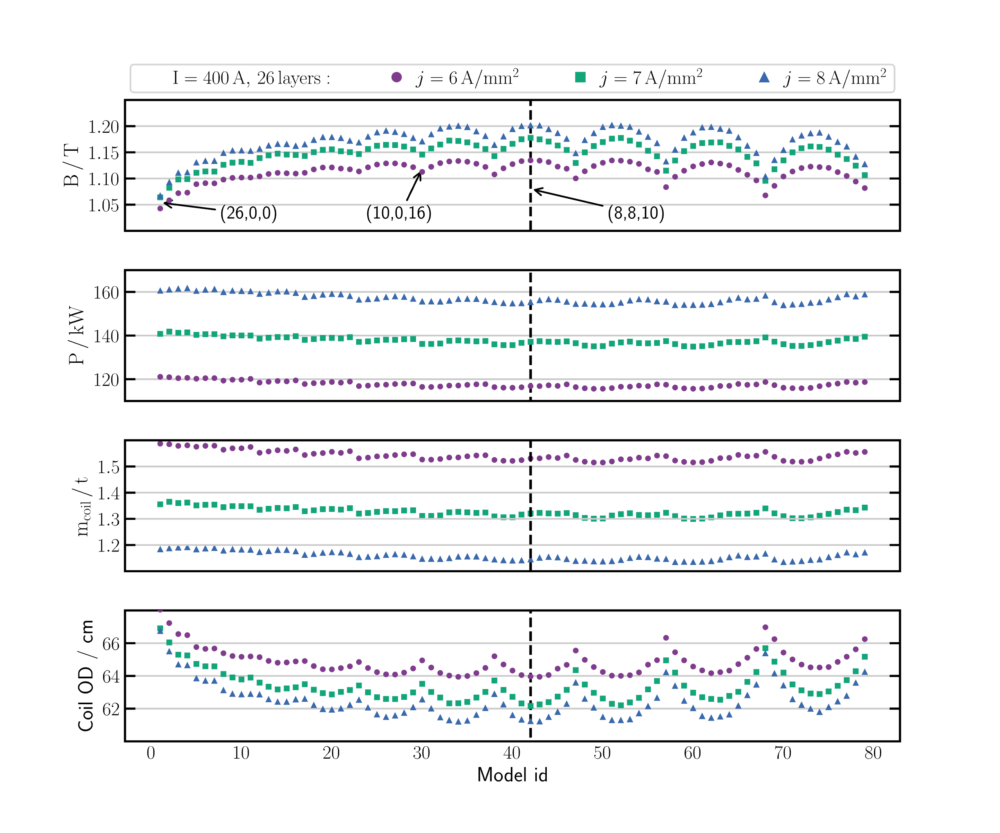 I = 400 A, 26 layers : j = 6 A/mm² j = 7 A/mm² j = 8 A/mm²
B / T
1.20
1.15
1.10
1.05
(26,0,0) (10,0,16) (8,8,10)
P / kW
160
140
120
m_coil / t
1.5
1.4
1.3
1.2
Coil OD / cm
66
64
62
0 10 20 30 40 50 60 70 80
Model id